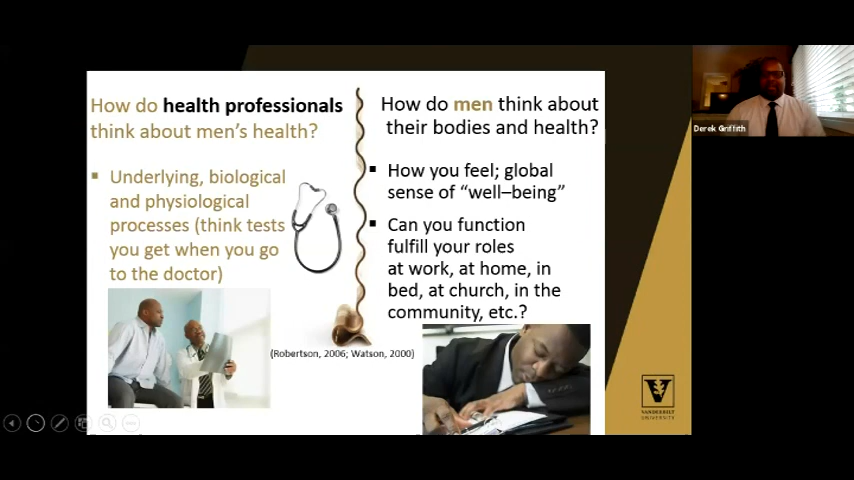 How do health professionals
think about men's health?
▪ Underlying, biological
and physiological
processes (think tests
you get when you go
to the doctor)
How do men think about
their bodies and health?
▪ How you feel; global
sense of “well–being”
▪ Can you function
fulfill your roles
at work, at home, in
bed, at church, in the
community, etc.?
(Robertson, 2006; Watson, 2000)
Derek Griffith
VANDERBILT
UNIVERSITY